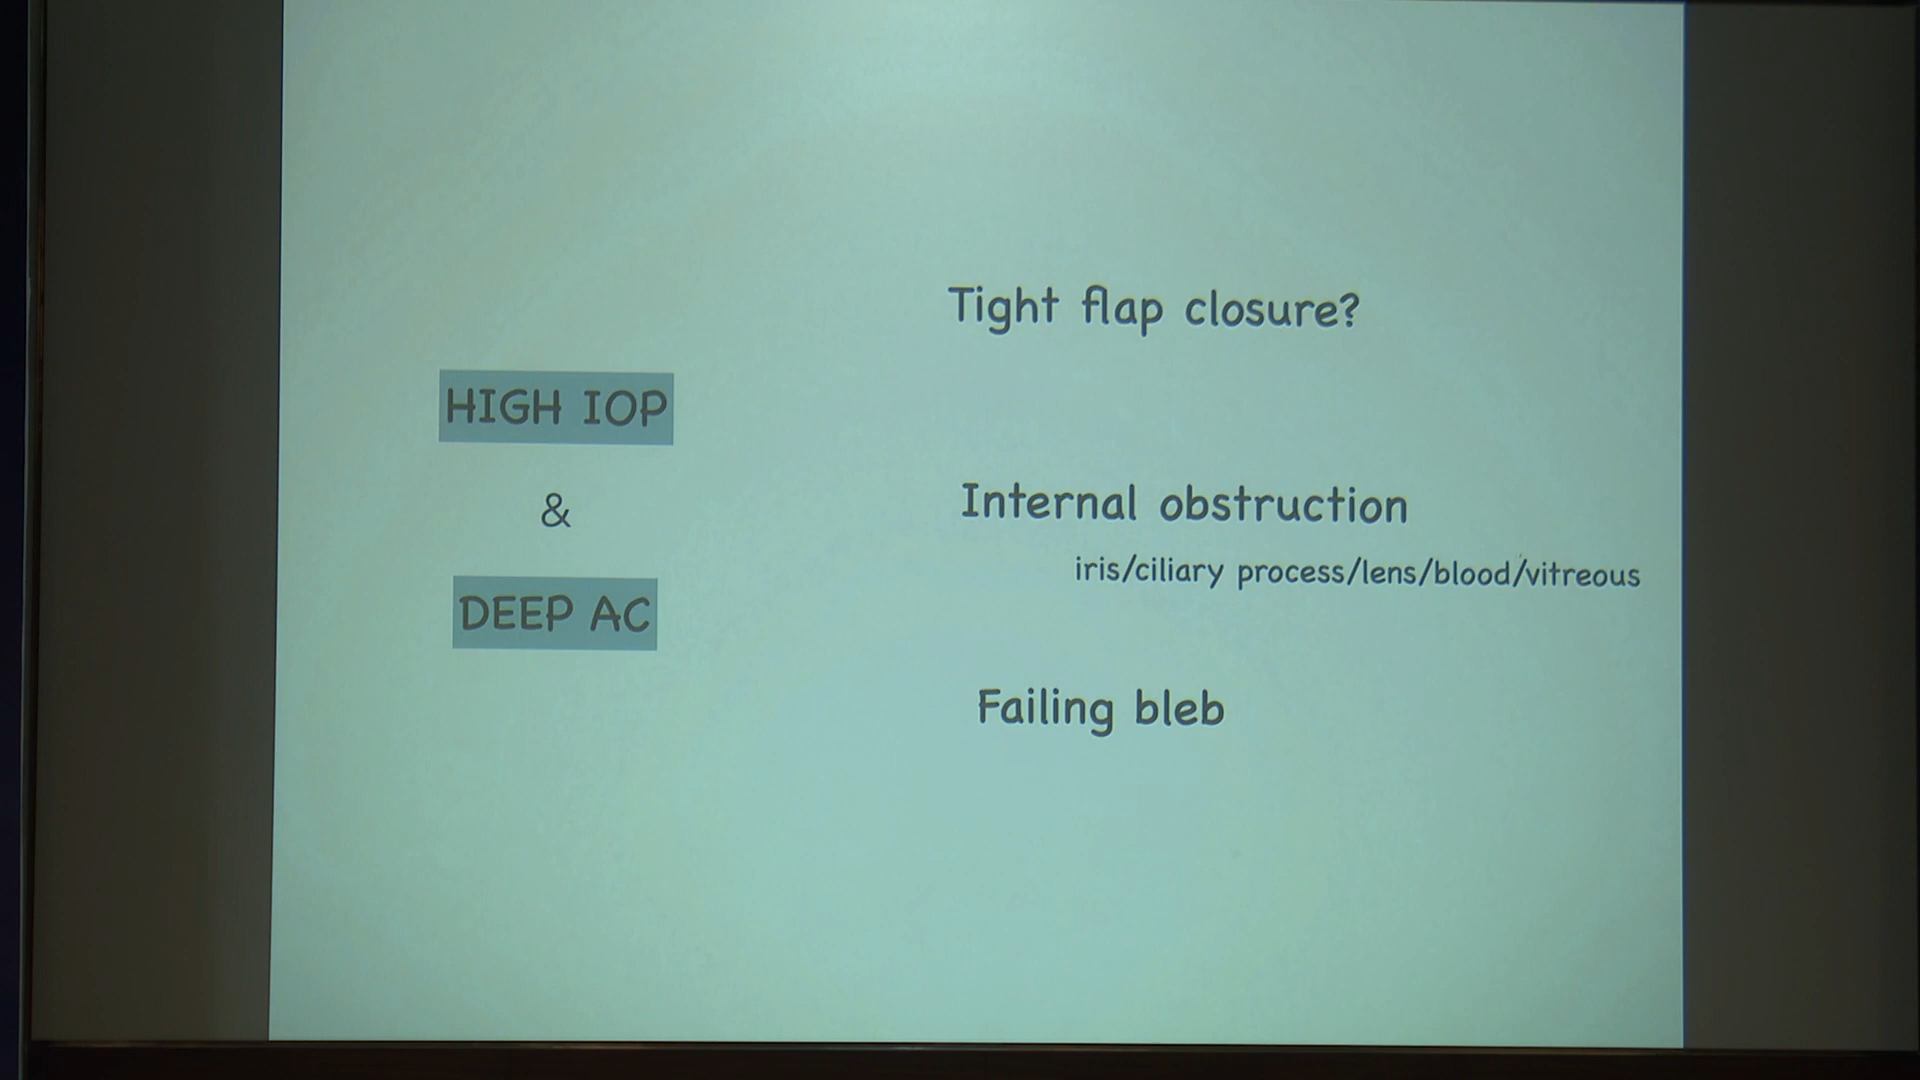 HIGH IOP
&
DEEP AC
Tight flap closure?
Internal obstruction
iris/ciliary process/lens/blood/vitreous
Failing bleb